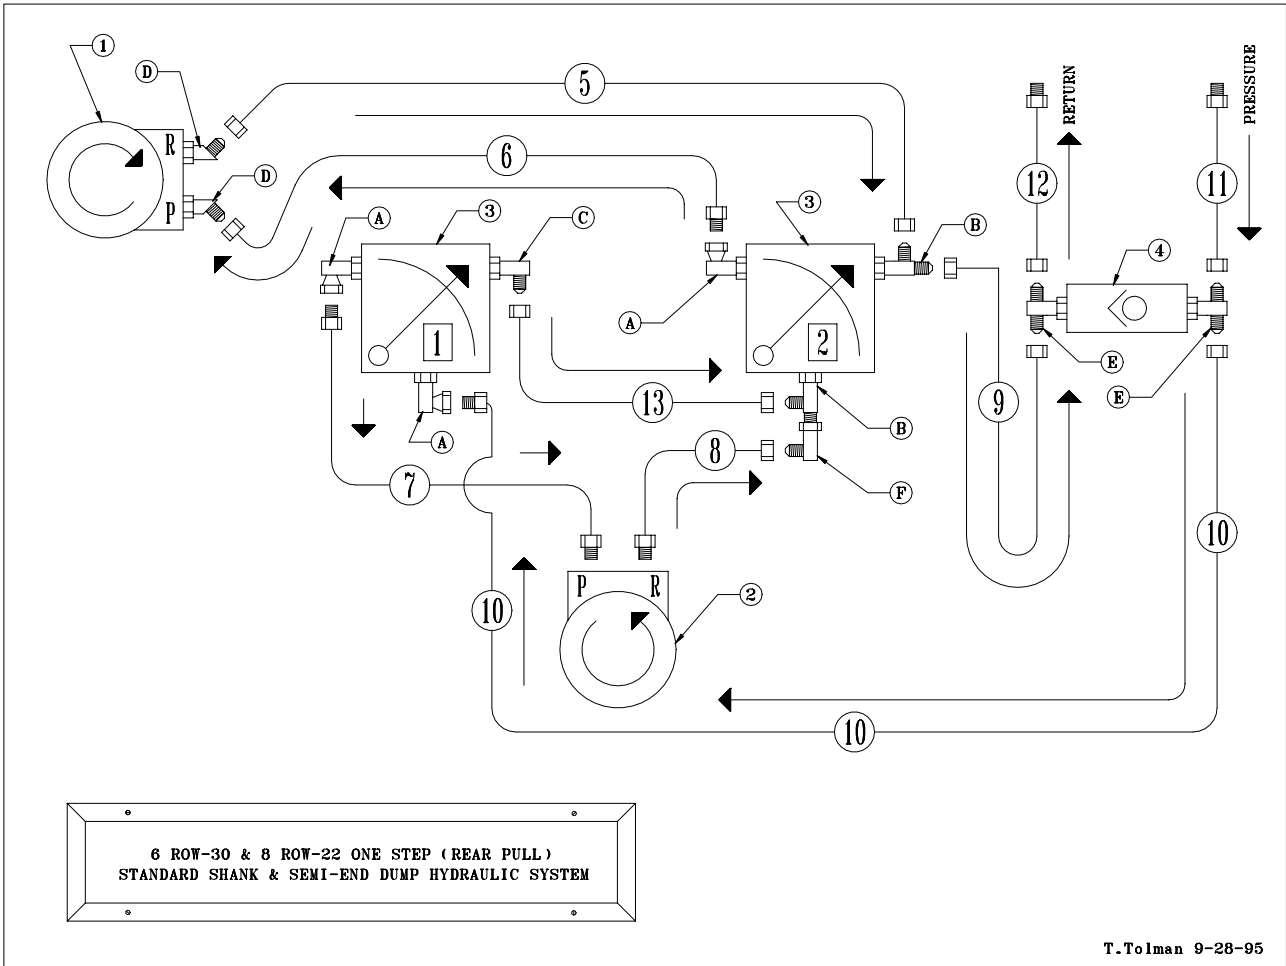 1
D
5
RETURN
PRESSURE
R
6
D
12
11
P
A
3
C
3
B
4
A
1
2
E
13
9
E
A
B
8
7
F
10
P
R
10
2
10
6 ROW-30 & 8 ROW-22 ONE STEP (REAR PULL)
STANDARD SHANK & SEMI-END DUMP HYDRAULIC SYSTEM
T.Tolman 9-28-95